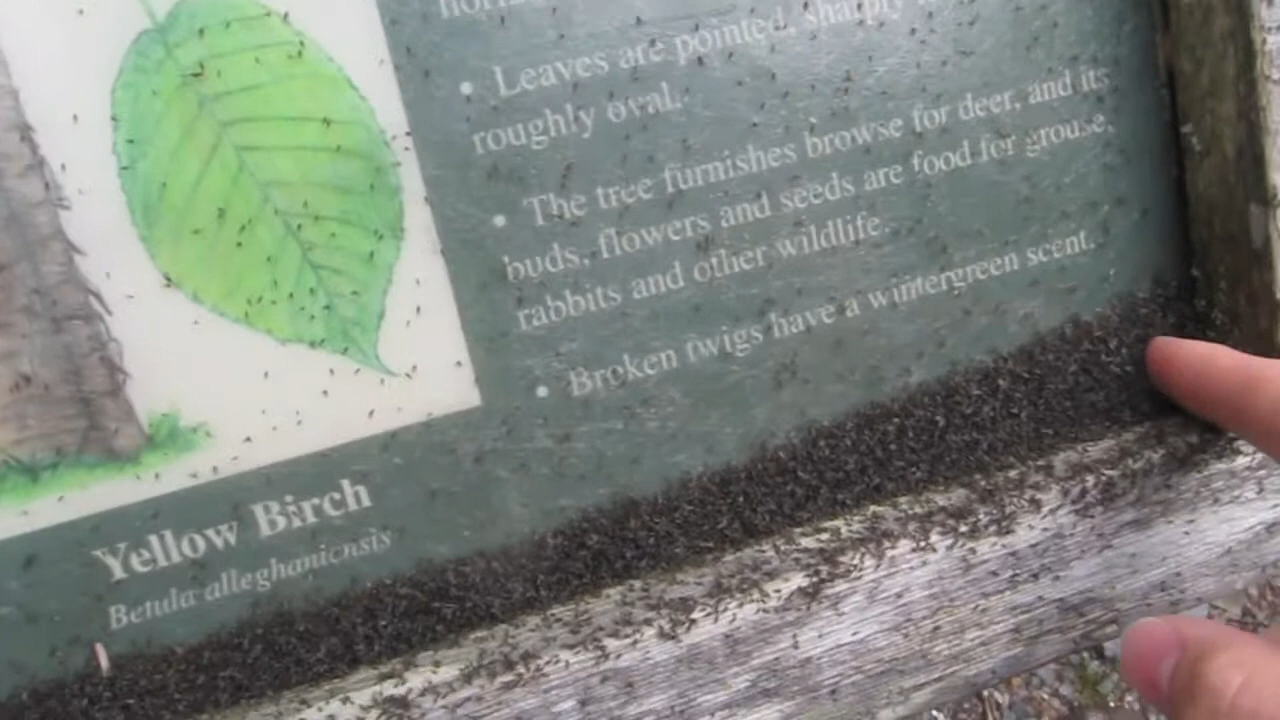 • Leaves are pointed, sharply
roughly oval.
• The tree furnishes browse for deer, and its
buds, flowers and seeds are food for grouse,
rabbits and other wildlife.
• Broken twigs have a wintergreen scent.
Yellow Birch
Betula alleghaniensis